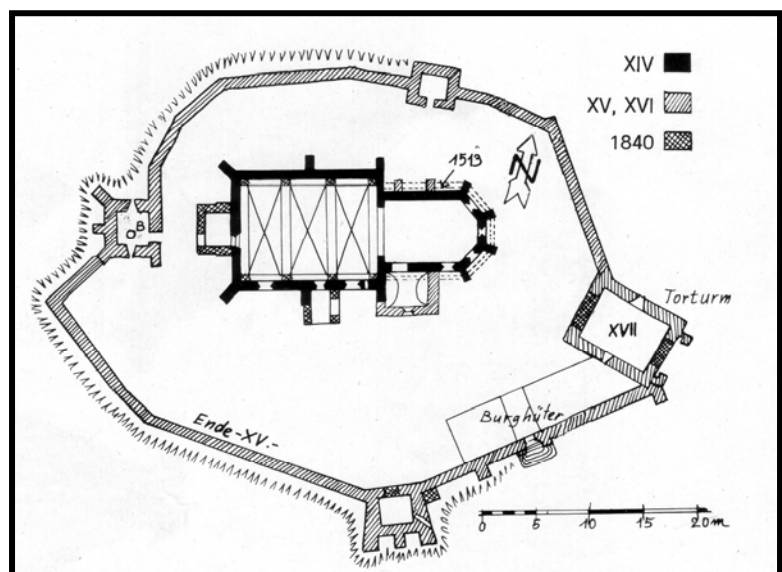 XIV
XV, XVI
1840
1513
N
B
Torturm
XVII
Burghüter
Ende-XV.-
0 5 10 15 20m